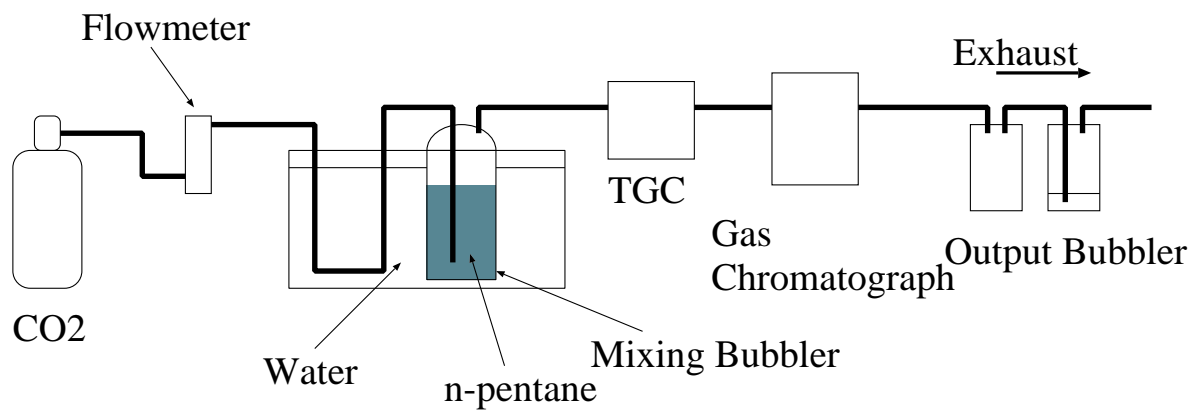 Flowmeter
Exhaust
TGC
Gas
Chromatograph
Output Bubbler
CO2
Water
n-pentane
Mixing Bubbler